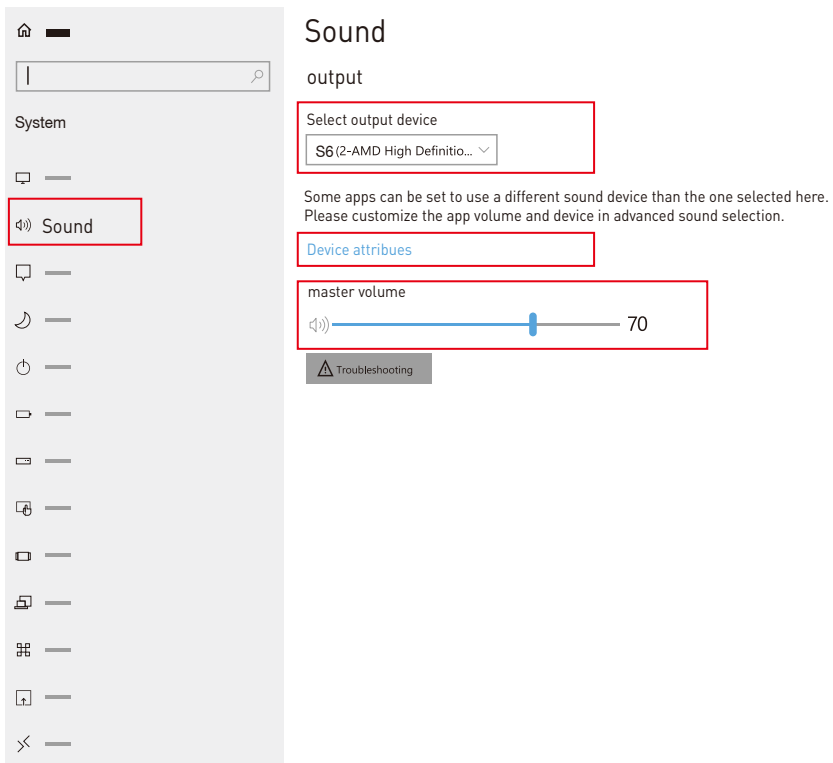 System
Sound
Sound
output
Select output device
S6 (2-AMD High Definitio...
Some apps can be set to use a different sound device than the one selected here.
Please customize the app volume and device in advanced sound selection.
Device attribues
master volume
70
Troubleshooting